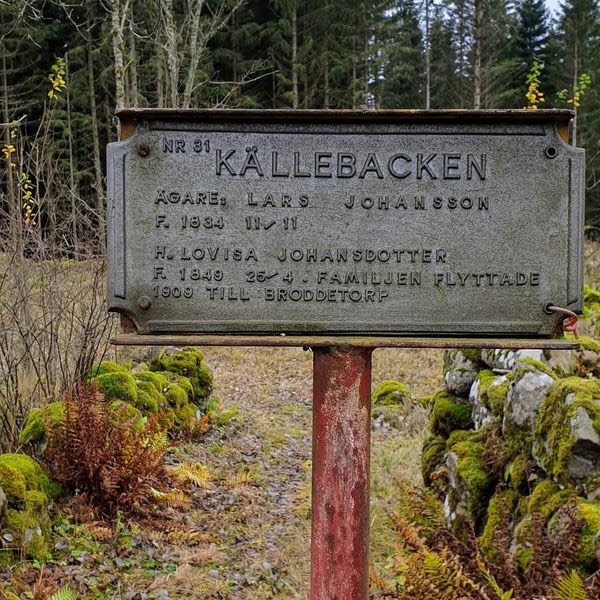 NR 31
KÄLLEBACKEN
ÄGARE: LARS JOHANSSON
F. 1834 11/11
H. LOVISA JOHANSDOTTER
F. 1849 25/4. FAMILJEN FLYTTADE
1909 TILL BRODDETORP